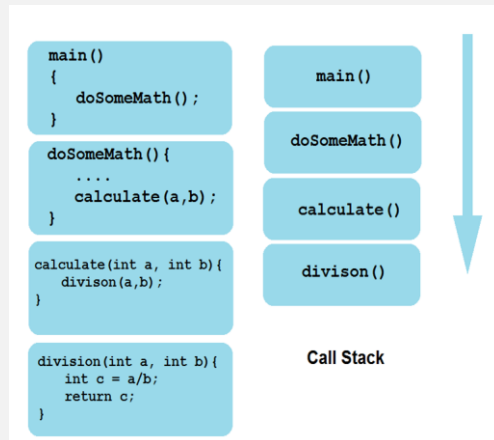 main()
{
doSomeMath();
}
doSomeMath(){
....
calculate(a,b);
}
calculate(int a, int b){
divison(a,b);
}
division(int a, int b){
int c = a/b;
return c;
}
main()
doSomeMath()
calculate()
divison()
Call Stack